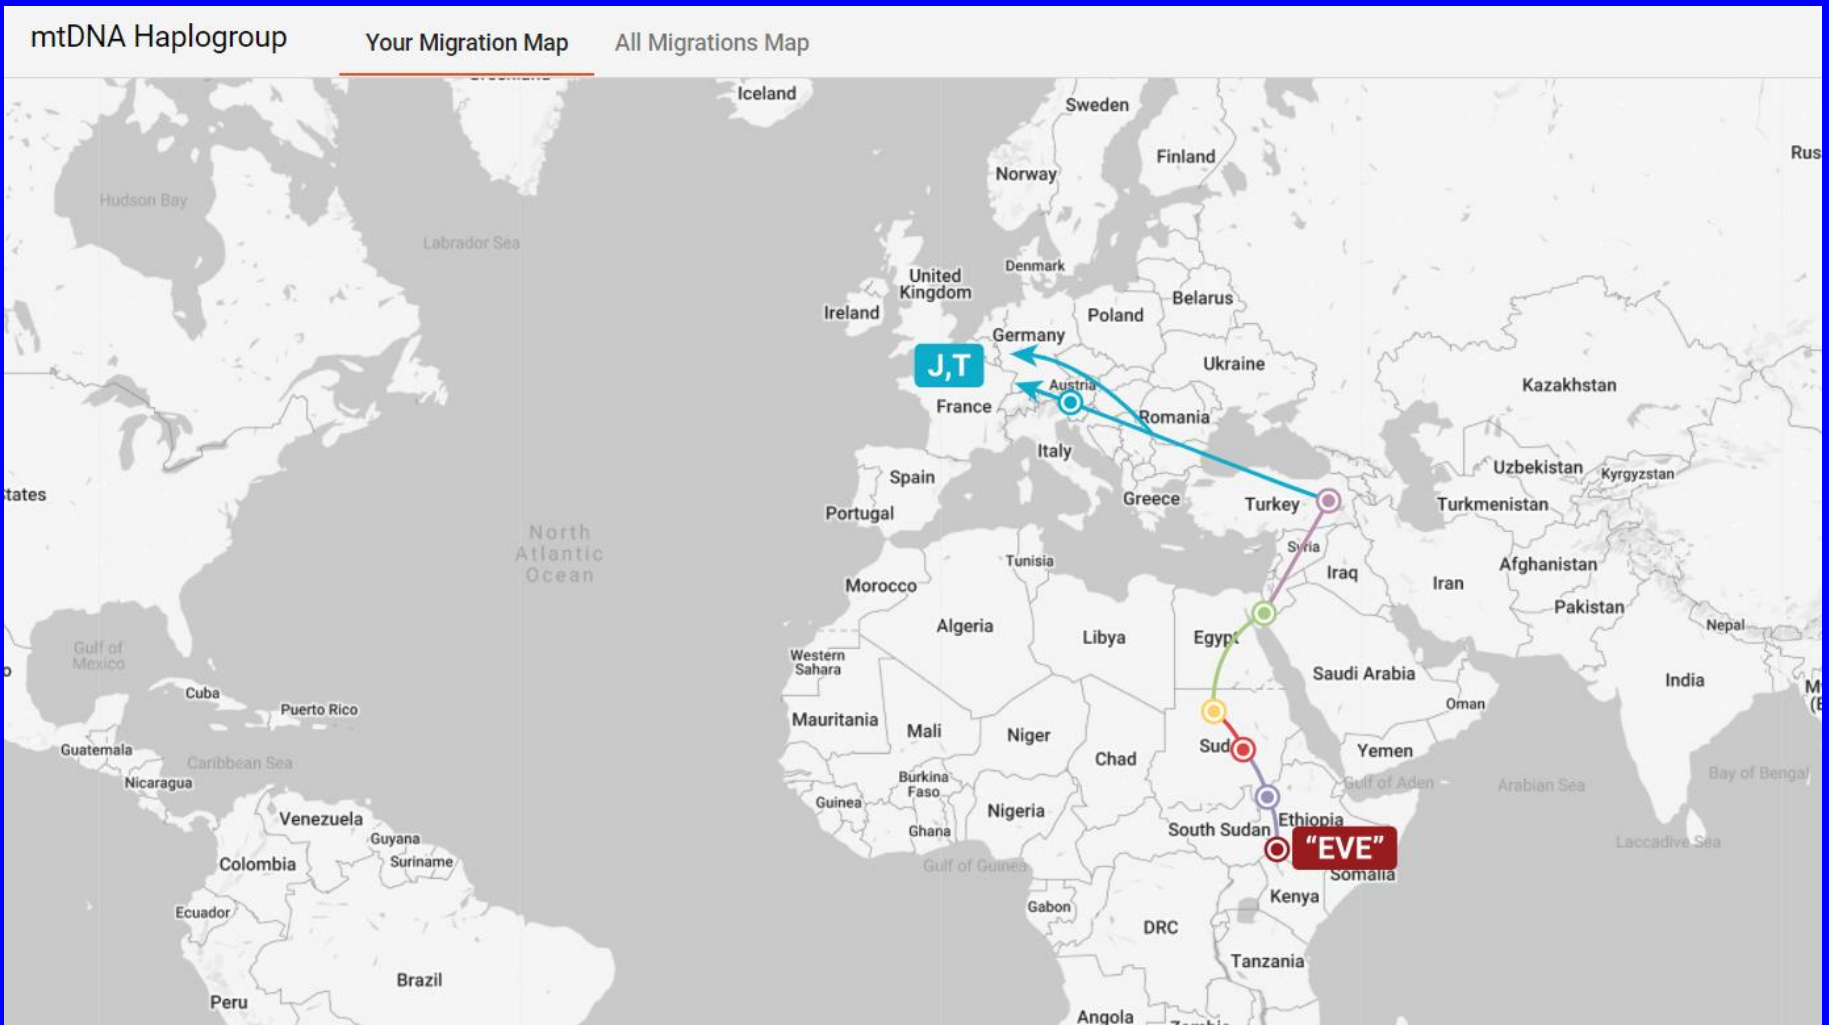 mtDNA Haplogroup
Your Migration Map
All Migrations Map
Iceland
Sweden
Finland
Norway
Hudson Bay
Labrador Sea
Denmark
United
Kingdom
Ireland
Belarus
Poland
Germany
J,T
Ukraine
Austria
Kazakhstan
France
Romania
Italy
Spain
Uzbekistan
Kyrgyzstan
tates
Portugal
Greece
Turkey
Turkmenistan
North
Atlantic
Ocean
Tunisia
Syria
Iraq
Iran
Afghanistan
Morocco
Pakistan
Nepal
Algeria
Libya
Egypt
Gulf of
Mexico
Western
Sahara
Saudi Arabia
India
Cuba
Puerto Rico
Oman
Mauritania
Mali
Niger
Chad
Sud
Yemen
Guatemala
Caribbean Sea
Nicaragua
Burkina
Faso
Gulf of Aden
Arabian Sea
Bay of Bengal
Guinea
Nigeria
Venezuela
Ghana
South Sudan
Ethiopia
Guyana
Suriname
Colombia
Gulf of Guinea
"EVE"
Laccadive Sea
Somalia
Kenya
Ecuador
Gabon
DRC
Tanzania
Brazil
Peru
Angola